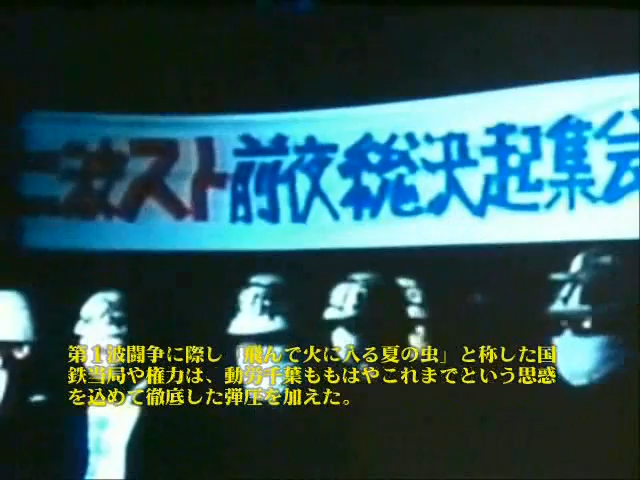 二波スト前夜総決起集会
第１波闘争に際し「飛んで火に入る夏の虫」と称した国
鉄当局や権力は、動労千葉ももはやこれまでという思惑
を込めて徹底した弾圧を加えた。